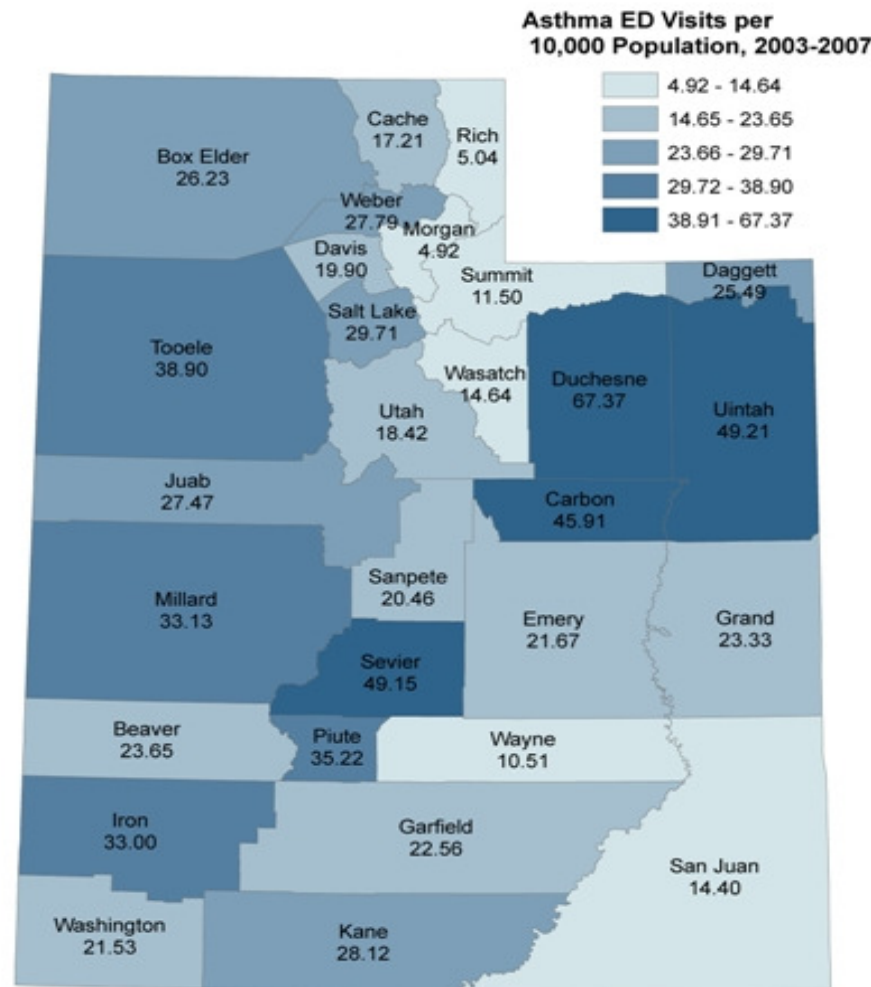 Asthma ED Visits per
10,000 Population, 2003-2007
4.92 - 14.64
14.65 - 23.65
23.66 - 29.71
29.72 - 38.90
38.91 - 67.37
Cache
17.21
Rich
5.04
Box Elder
26.23
Weber
27.79
Morgan
4.92
Davis
19.90
Summit
11.50
Daggett
25.49
Salt Lake
29.71
Tooele
38.90
Wasatch
14.64
Duchesne
67.37
Uintah
49.21
Utah
18.42
Juab
27.47
Carbon
45.91
Sanpete
20.46
Millard
33.13
Emery
21.67
Grand
23.33
Sevier
49.15
Beaver
23.65
Piute
35.22
Wayne
10.51
Iron
33.00
Garfield
22.56
San Juan
14.40
Washington
21.53
Kane
28.12